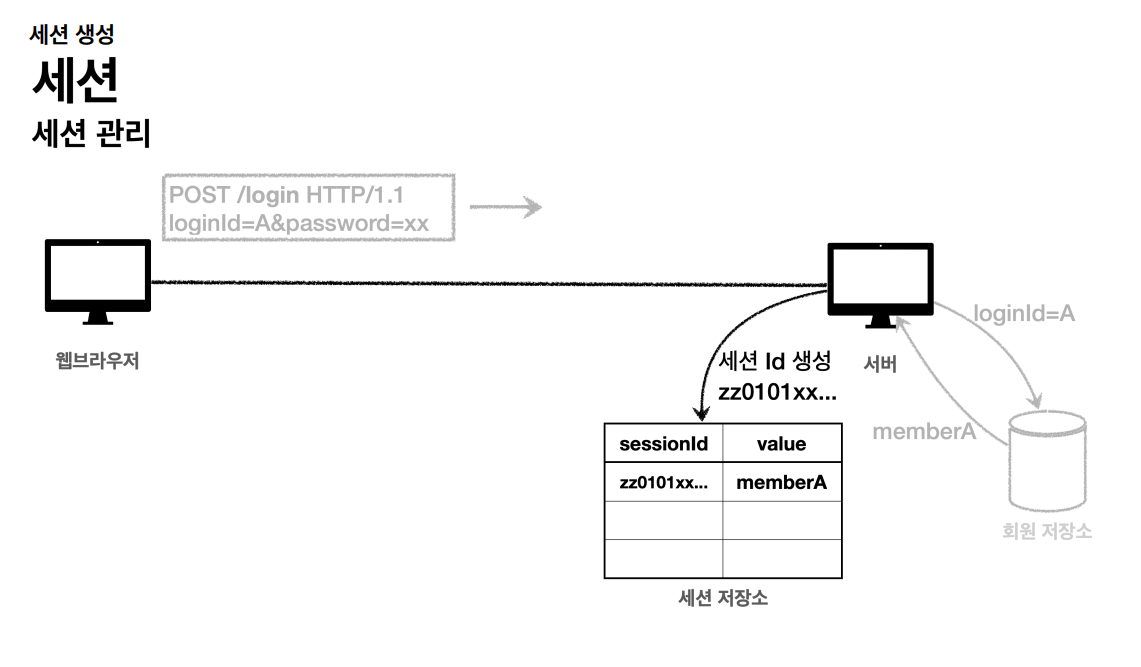 세션 생성
세션
세션 관리
POST /login HTTP/1.1
loginId=A&password=xx
웹브라우저
서버
loginId=A
memberA
회원 저장소
세션 Id 생성
zz0101xx...
sessionId value
zz0101xx... memberA
세션 저장소